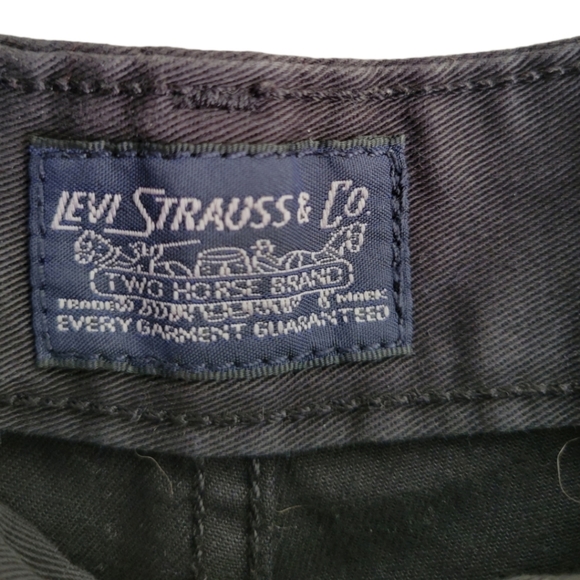 LEVI STRAUSS & CO.
TWO HORSE BRAND
TRADE MARK
EVERY GARMENT GUARANTEED